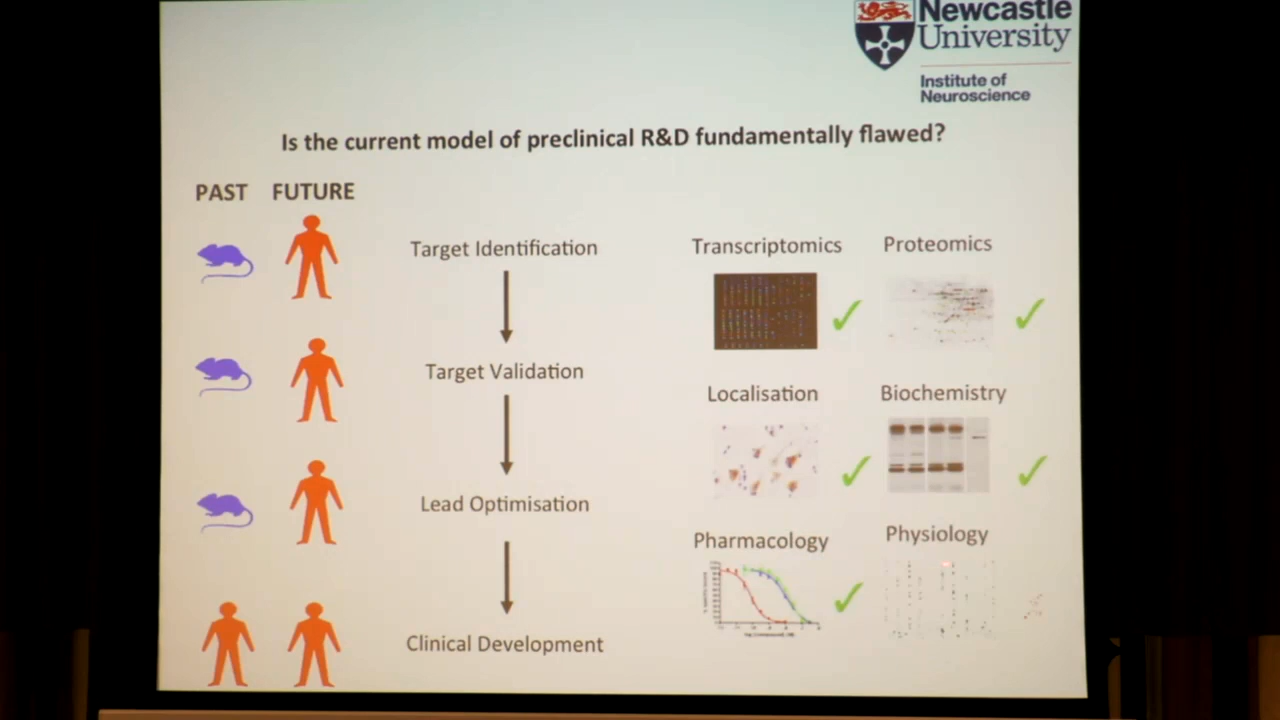 Newcastle
University
Institute of
Neuroscience
Is the current model of preclinical R&D fundamentally flawed?
PAST FUTURE
Target Identification
Target Validation
Lead Optimisation
Clinical Development
Transcriptomics Proteomics
Localisation Biochemistry
Pharmacology Physiology